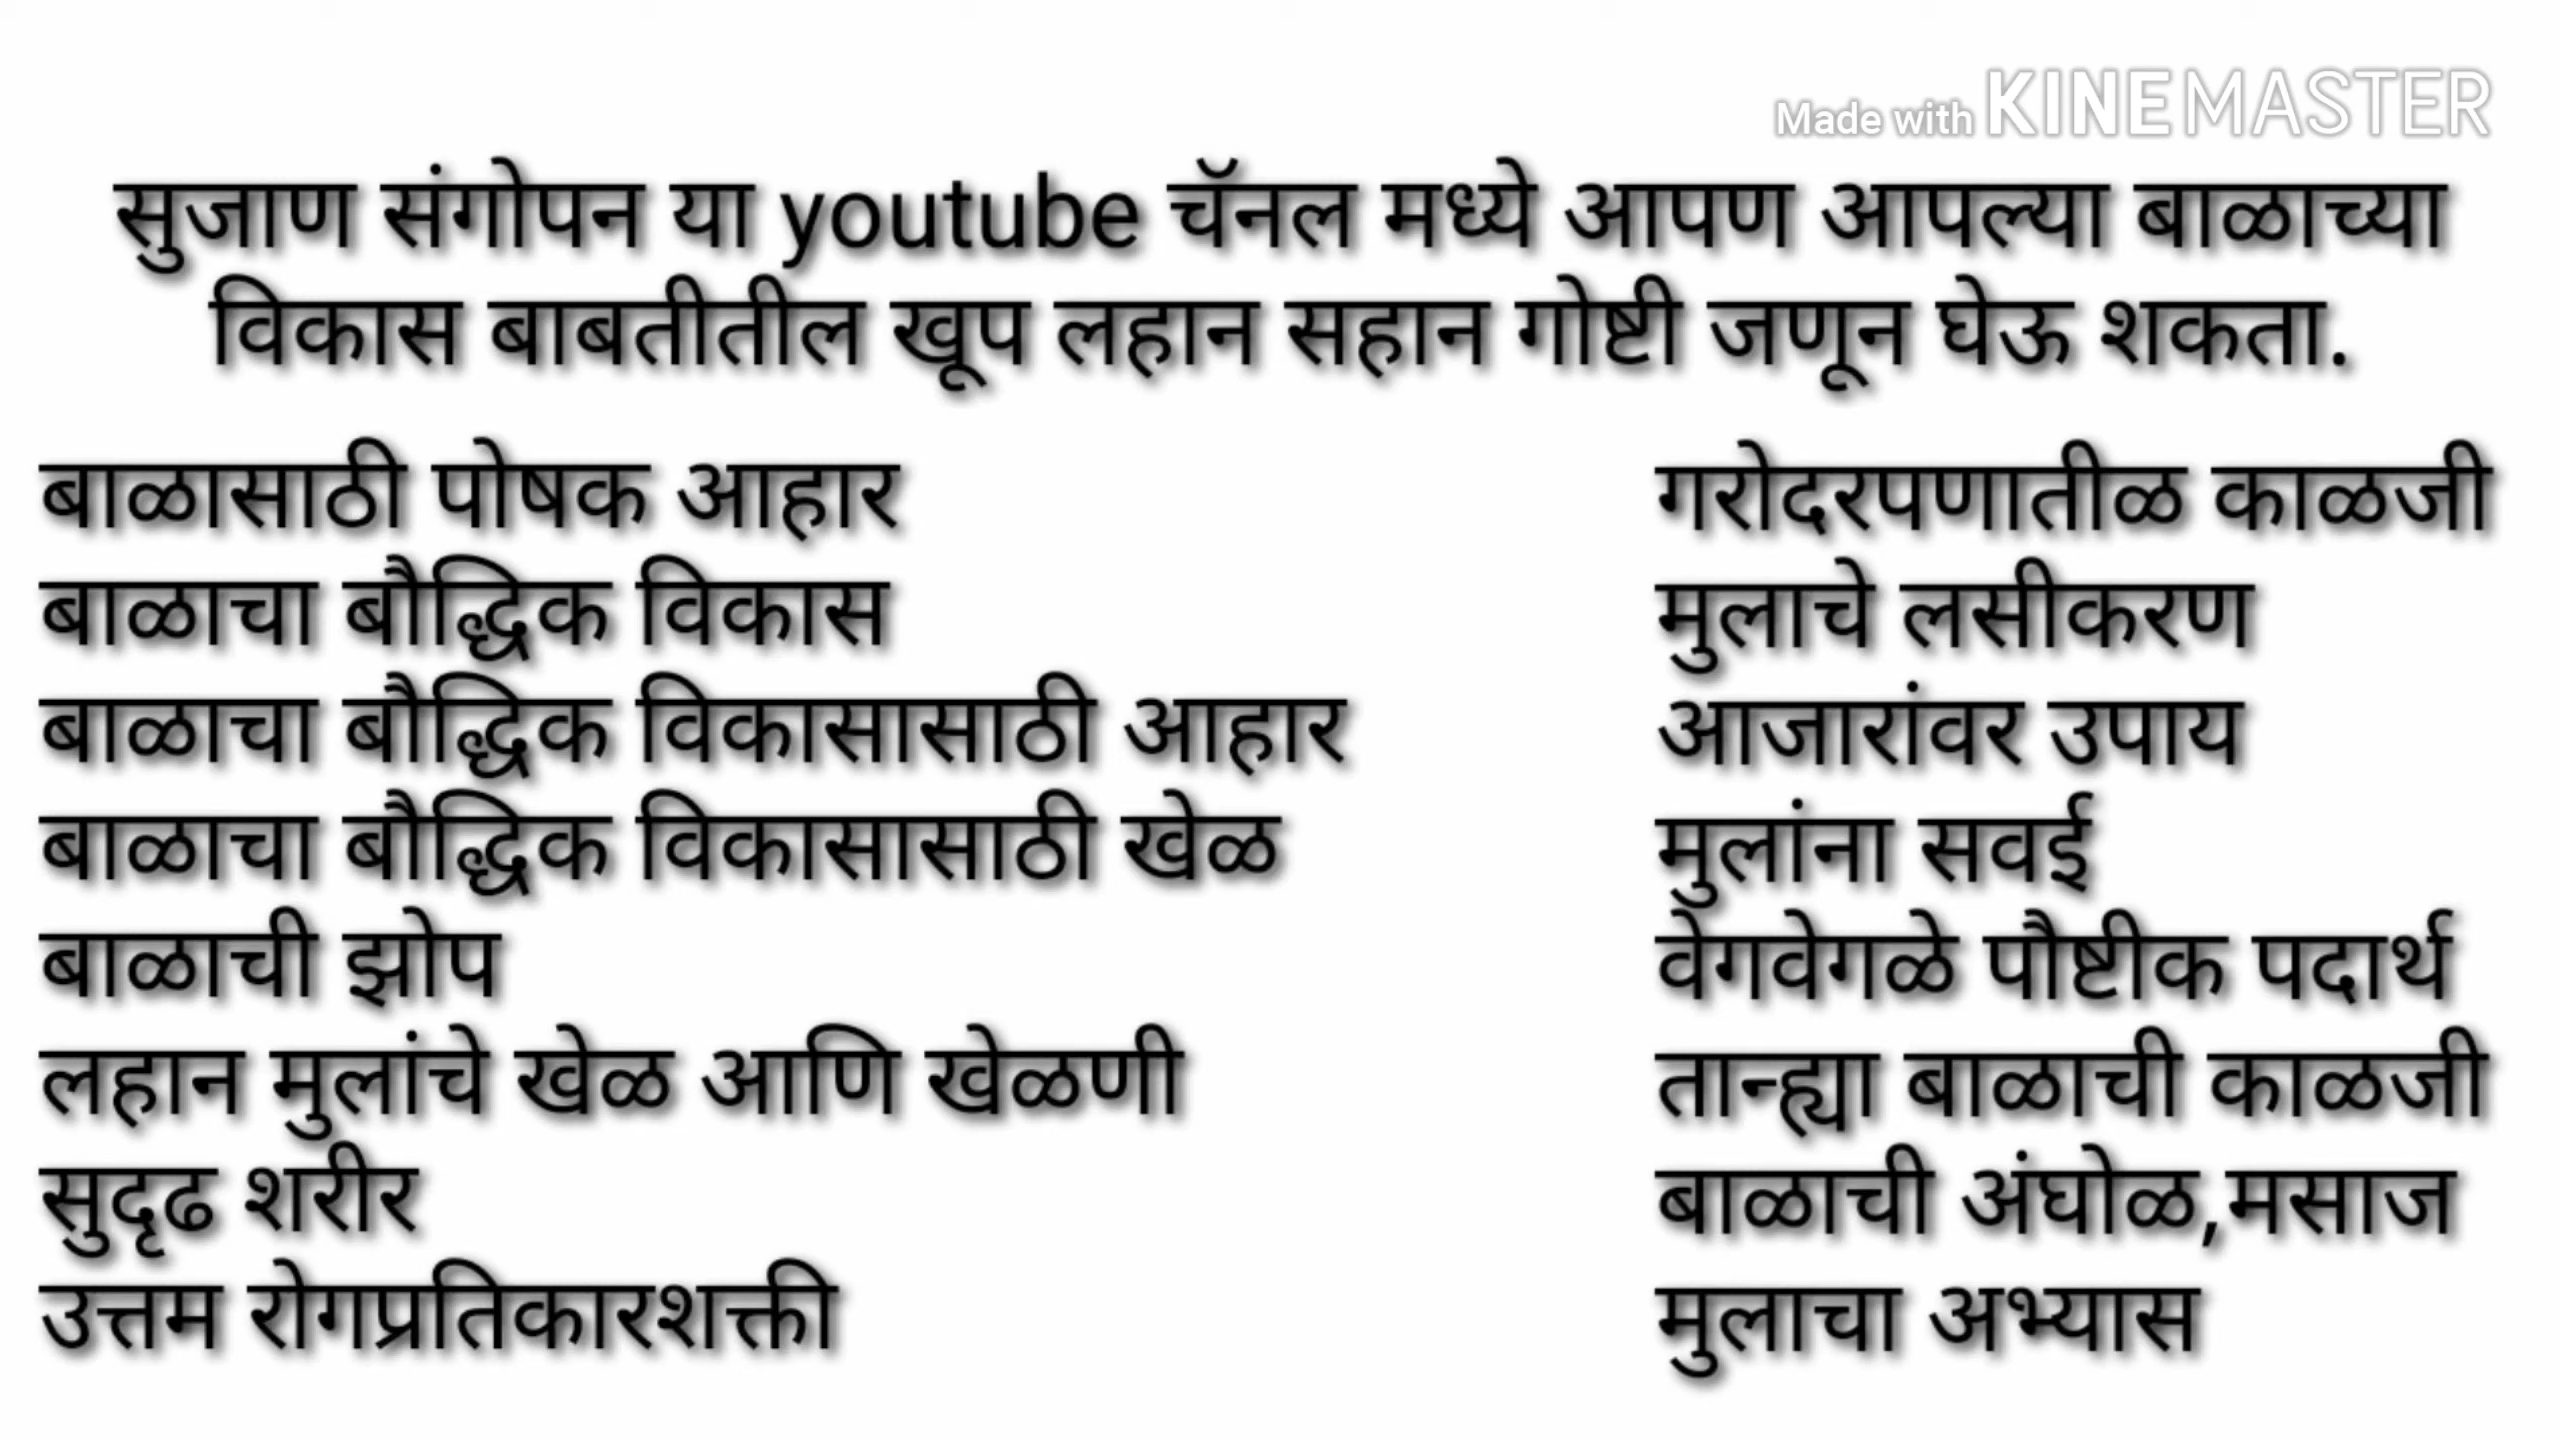 Made with KINEMASTER
सुजाण संगोपन या youtube चॅनल मध्ये आपण आपल्या बाळाच्या
विकास बाबतीतील खूप लहान सहान गोष्टी जणून घेऊ शकता.
बाळासाठी पोषक आहार
बाळाचा बौद्धिक विकास
बाळाचा बौद्धिक विकासासाठी आहार
बाळाचा बौद्धिक विकासासाठी खेळ
बाळाची झोप
लहान मुलांचे खेळ आणि खेळणी
सुदृढ शरीर
उत्तम रोगप्रतिकारशक्ती
गरोदरपणातीळ काळजी
मुलाचे लसीकरण
आजारांवर उपाय
मुलांना सवई
वेगवेगळे पौष्टीक पदार्थ
तान्ह्या बाळाची काळजी
बाळाची अंघोळ,मसाज
मुलाचा अभ्यास